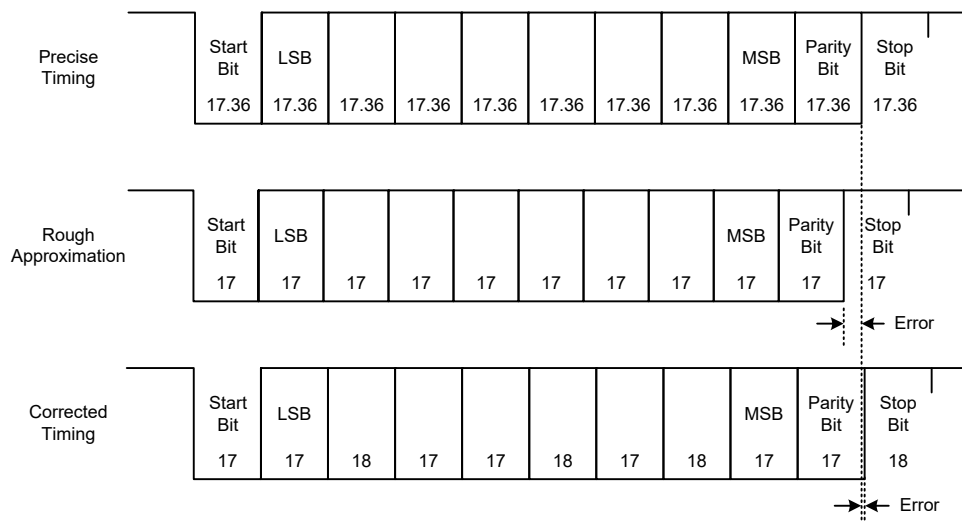 Precise
Timing
Start
Bit
LSB
MSB
Parity
Bit
Stop
Bit
17.36 17.36 17.36 17.36 17.36 17.36 17.36 17.36 17.36 17.36 17.36
Rough
Approximation
Start
Bit
LSB
MSB
Parity
Bit
Stop
Bit
17 17 17 17 17 17 17 17 17 17 17
Error
Corrected
Timing
Start
Bit
LSB
MSB
Parity
Bit
Stop
Bit
17 17 18 17 17 18 17 18 17 17 18
Error